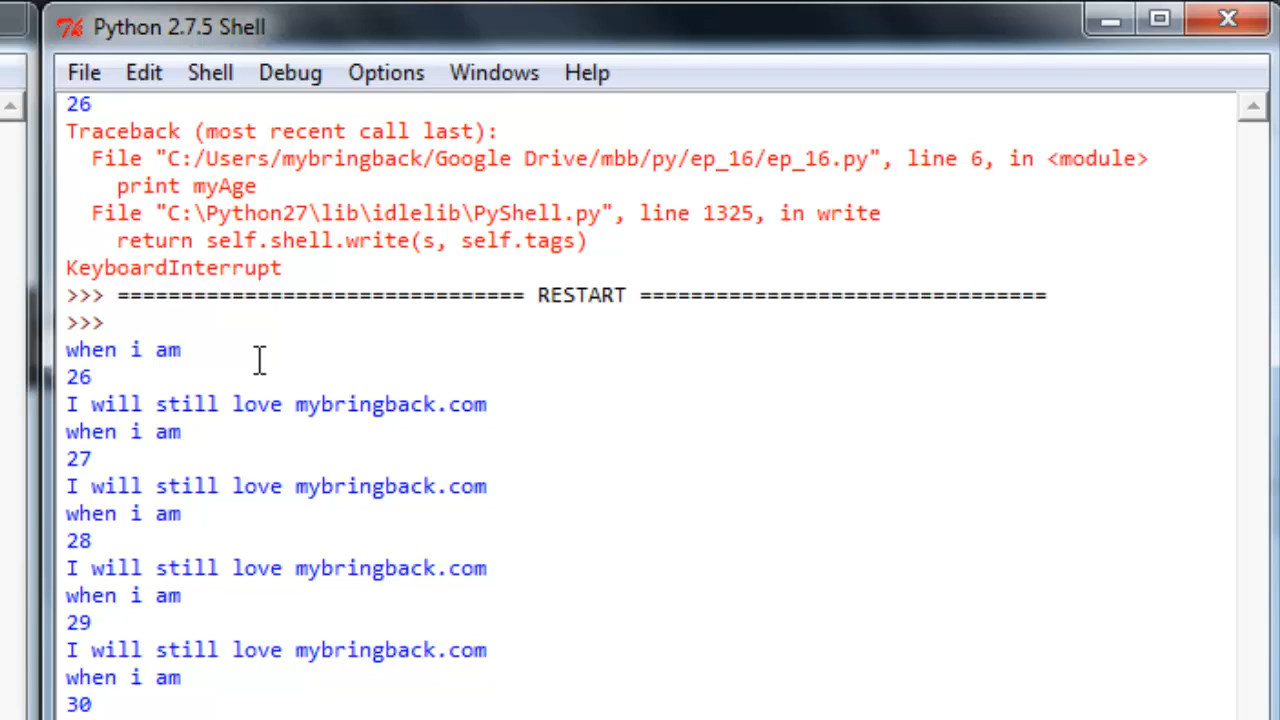 Python 2.7.5 Shell
File Edit Shell Debug Options Windows Help
26
Traceback (most recent call last):
  File "C:/Users/mybringback/Google Drive/mbb/py/ep_16/ep_16.py", line 6, in <module>
    print myAge
  File "C:\Python27\lib\idlelib\PyShell.py", line 1325, in write
    return self.shell.write(s, self.tags)
KeyboardInterrupt
>>> ================================ RESTART ================================
>>>
when i am
26
I will still love mybringback.com
when i am
27
I will still love mybringback.com
when i am
28
I will still love mybringback.com
when i am
29
I will still love mybringback.com
when i am
30